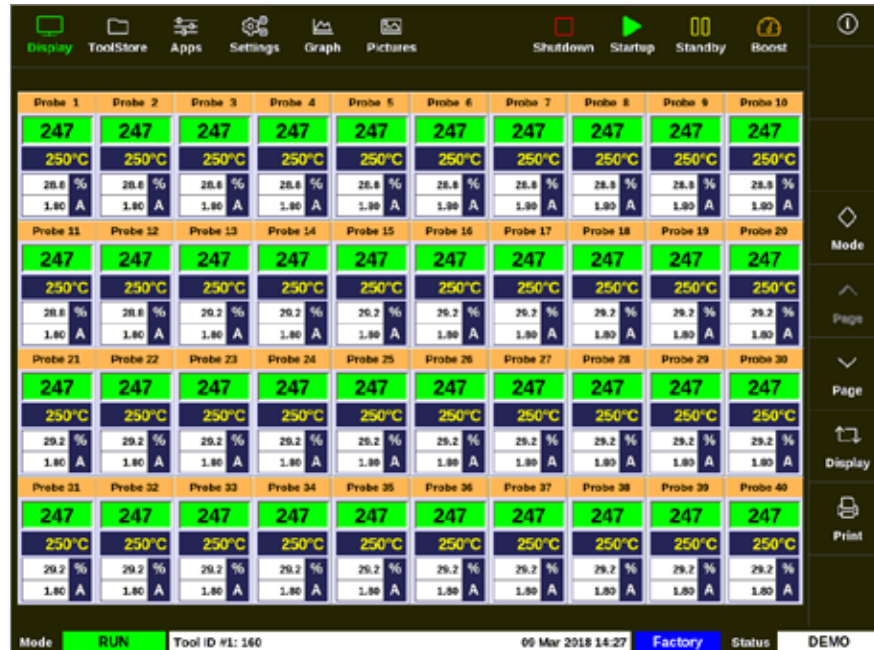 Display ToolStore Apps Settings Graph Pictures Shutdown Startup Standby Boost
Probe 1 Probe 2 Probe 3 Probe 4 Probe 5 Probe 6 Probe 7 Probe 8 Probe 9 Probe 10
247 247 247 247 247 247 247 247 247 247
250°C 250°C 250°C 250°C 250°C 250°C 250°C 250°C 250°C 250°C
28.8 % 28.8 % 28.8 % 28.8 % 28.8 % 28.8 % 28.8 % 28.8 % 28.8 % 28.8 %
1.80 A 1.80 A 1.80 A 1.80 A 1.80 A 1.80 A 1.80 A 1.80 A 1.80 A 1.80 A
Probe 11 Probe 12 Probe 13 Probe 14 Probe 15 Probe 16 Probe 17 Probe 18 Probe 19 Probe 20
247 247 247 247 247 247 247 247 247 247
250°C 250°C 250°C 250°C 250°C 250°C 250°C 250°C 250°C 250°C
28.8 % 28.8 % 29.2 % 29.2 % 29.2 % 29.2 % 29.2 % 29.2 % 29.2 % 29.2 %
1.80 A 1.80 A 1.80 A 1.80 A 1.80 A 1.80 A 1.80 A 1.80 A 1.80 A 1.80 A
Probe 21 Probe 22 Probe 23 Probe 24 Probe 25 Probe 26 Probe 27 Probe 28 Probe 29 Probe 30
247 247 247 247 247 247 247 247 247 247
250°C 250°C 250°C 250°C 250°C 250°C 250°C 250°C 250°C 250°C
29.2 % 29.2 % 29.2 % 29.2 % 29.2 % 29.2 % 29.2 % 29.2 % 29.2 % 29.2 %
1.80 A 1.80 A 1.80 A 1.80 A 1.80 A 1.80 A 1.80 A 1.80 A 1.80 A 1.80 A
Probe 31 Probe 32 Probe 33 Probe 34 Probe 35 Probe 36 Probe 37 Probe 38 Probe 39 Probe 40
247 247 247 247 247 247 247 247 247 247
250°C 250°C 250°C 250°C 250°C 250°C 250°C 250°C 250°C 250°C
29.2 % 29.2 % 29.2 % 29.2 % 29.2 % 29.2 % 29.2 % 29.2 % 29.2 % 29.2 %
1.80 A 1.80 A 1.80 A 1.80 A 1.80 A 1.80 A 1.80 A 1.80 A 1.80 A 1.80 A
Mode
Page
Page
Display
Print
Mode RUN Tool ID #1: 160 09 Mar 2018 14:27 Factory Status DEMO